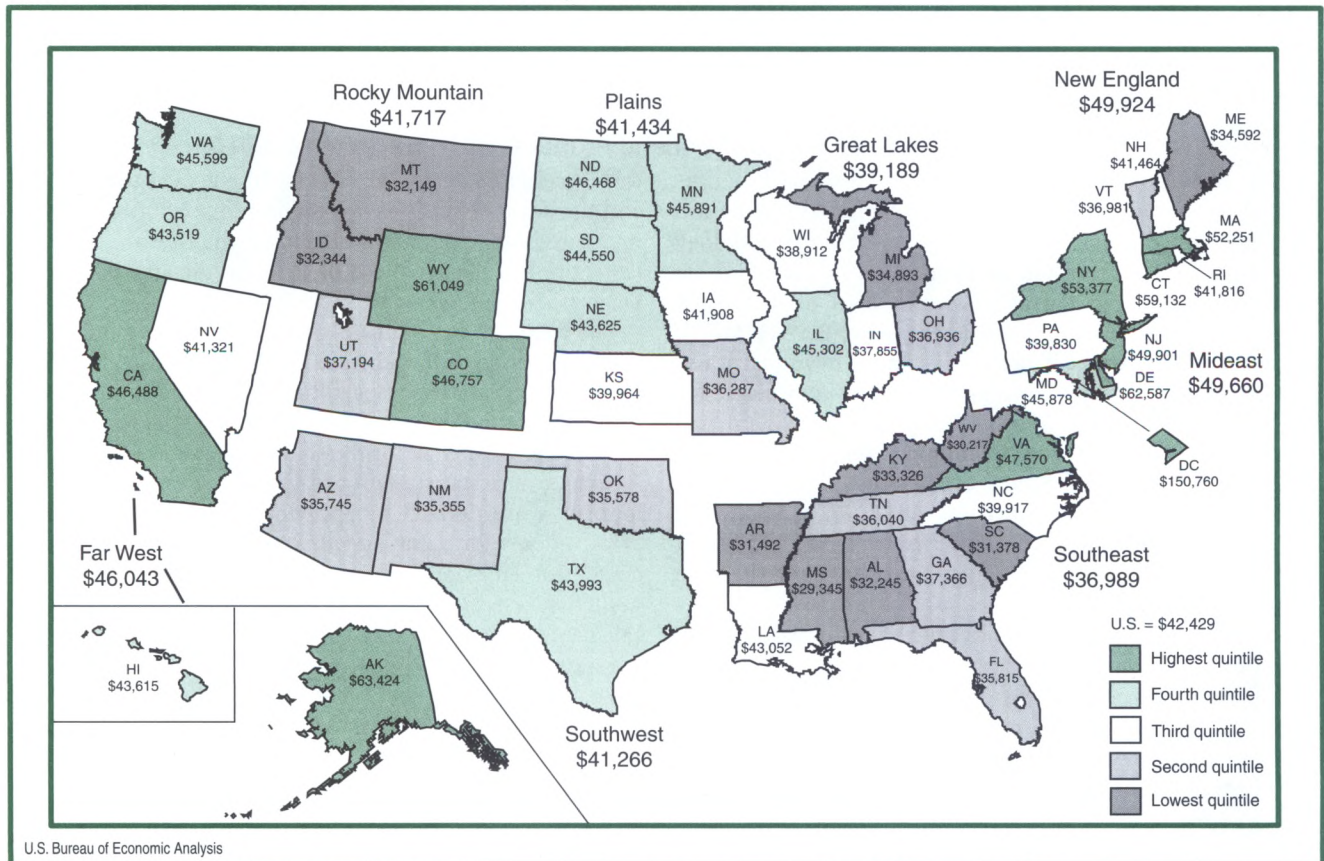 Rocky Mountain
$41,717
Plains
$41,434
Great Lakes
$39,189
New England
$49,924
WA
$45,599
OR
$43,519
CA
$46,488
NV
$41,321
MT
$32,149
ID
$32,344
WY
$61,049
UT
$37,194
CO
$46,757
ND
$46,468
SD
$44,550
NE
$43,625
KS
$39,964
MN
$45,891
IA
$41,908
MO
$36,287
WI
$38,912
MI
$34,893
IL
$45,302
IN
$37,855
OH
$36,936
ME
$34,592
NH
$41,464
VT
$36,981
MA
$52,251
RI
$41,816
CT
$59,132
NY
$53,377
PA
$39,830
NJ
$49,901
Mideast
$49,660
DE
$62,587
MD
$45,878
DC
$150,760
AZ
$35,745
NM
$35,355
OK
$35,578
TX
$43,993
Southwest
$41,266
WV
$30,217
VA
$47,570
KY
$33,326
TN
$36,040
NC
$39,917
AR
$31,492
SC
$31,378
MS
$29,345
AL
$32,245
GA
$37,366
LA
$43,052
FL
$35,815
Southeast
$36,989
Far West
$46,043
HI
$43,615
AK
$63,424
U.S. = $42,429
Highest quintile
Fourth quintile
Third quintile
Second quintile
Lowest quintile
U.S. Bureau of Economic Analysis